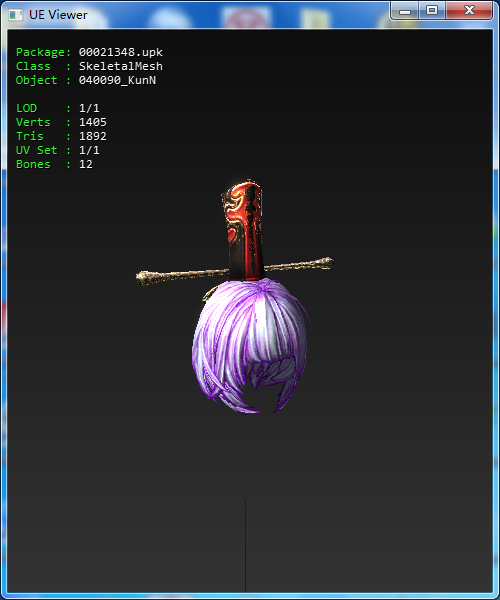 UE Viewer
Package: 00021348.upk
Class : SkeletalMesh
Object : 040090_KunN
LOD : 1/1
Verts : 1405
Tris : 1892
UV Set : 1/1
Bones : 12